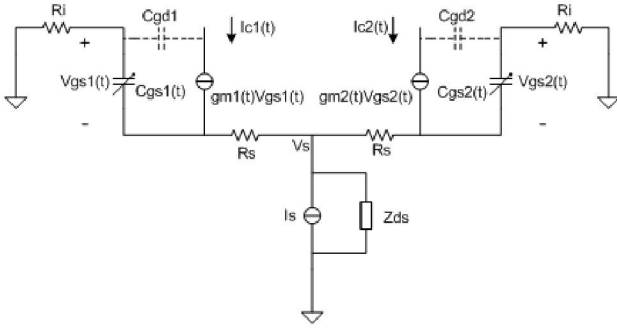 Ri
Cgd1
Ic1(t)
Ic2(t)
Cgd2
Ri
+
+
Vgs1(t)
Cgs1(t)
gm1(t)Vgs1(t)
gm2(t)Vgs2(t)
Cgs2(t)
Vgs2(t)
-
-
Rs
Vs
Rs
Is
Zds